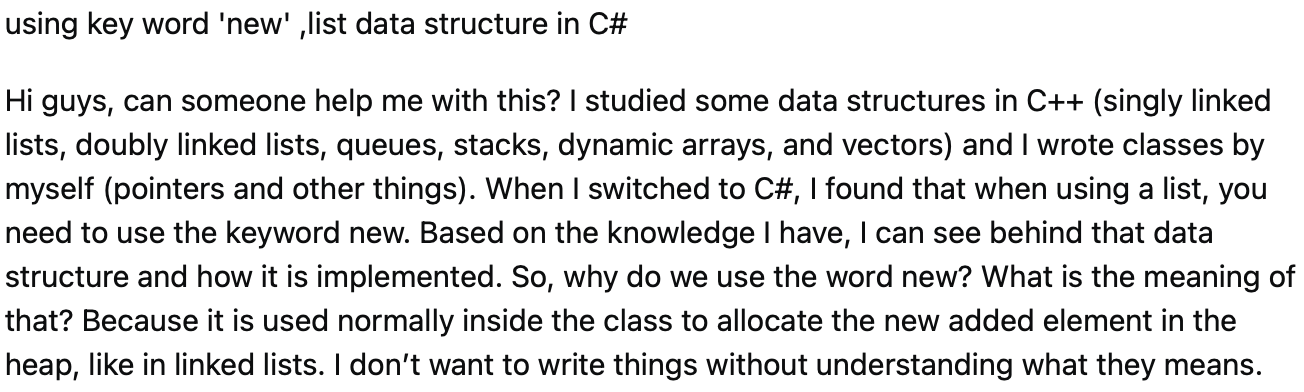 using key word 'new' ,list data structure in C#
Hi guys, can someone help me with this? I studied some data structures in C++ (singly linked
lists, doubly linked lists, queues, stacks, dynamic arrays, and vectors) and I wrote classes by
myself (pointers and other things). When I switched to C#, I found that when using a list, you
need to use the keyword new. Based on the knowledge I have, I can see behind that data
structure and how it is implemented. So, why do we use the word new? What is the meaning of
that? Because it is used normally inside the class to allocate the new added element in the
heap, like in linked lists. I don’t want to write things without understanding what they means.